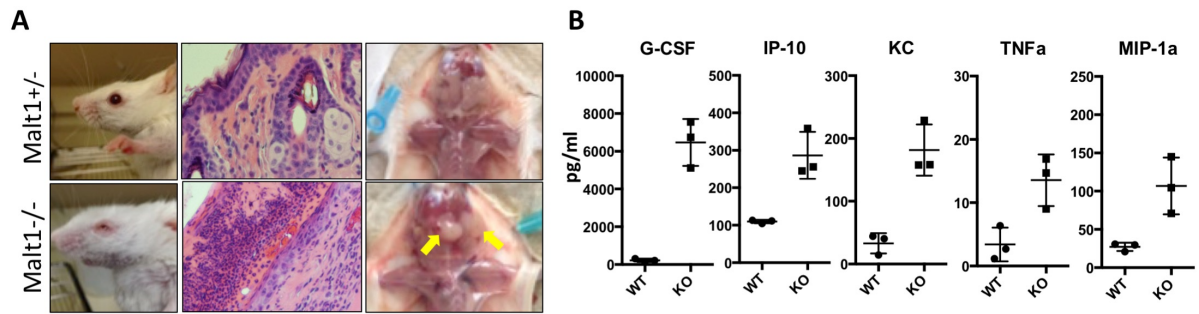 A
Malt1+/-
Malt1-/-
B
G-CSF
IP-10
KC
TNFa
MIP-1a
pg/ml
10000
8000
6000
4000
2000
0
WT
KO
500
400
300
200
100
0
WT
KO
300
200
100
0
WT
KO
30
20
10
0
WT
KO
250
200
150
100
50
0
WT
KO